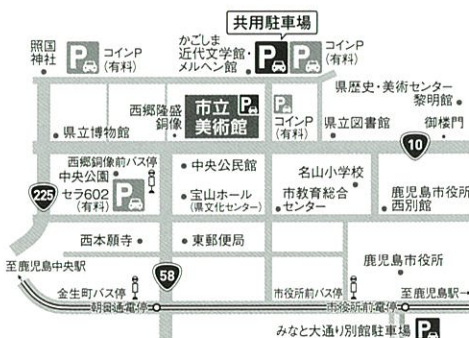 共用駐車場
照国
神社
P
コインP
(有料)
かごしま
近代文学館・
メルヘン館
P
P
コインP
(有料)
県歴史・美術センター
黎明館
西郷隆盛
銅像
市立
美術館
P
P
コインP
(有料)
県立博物館
県立図書館
御楼門
10
西郷銅像前バス停
中央公園
セラ602
(有料)
P
中央公民館
名山小学校
225
宝山ホール
(県文化センター)
市教育総合
センター
鹿児島市役所
西別館
西本願寺
東郵便局
至鹿児島中央駅
58
鹿児島市役所
金生町バス停
市役所前バス停
至鹿児島駅
朝日通電停
市役所前電停
みなと大通り別館駐車場
P